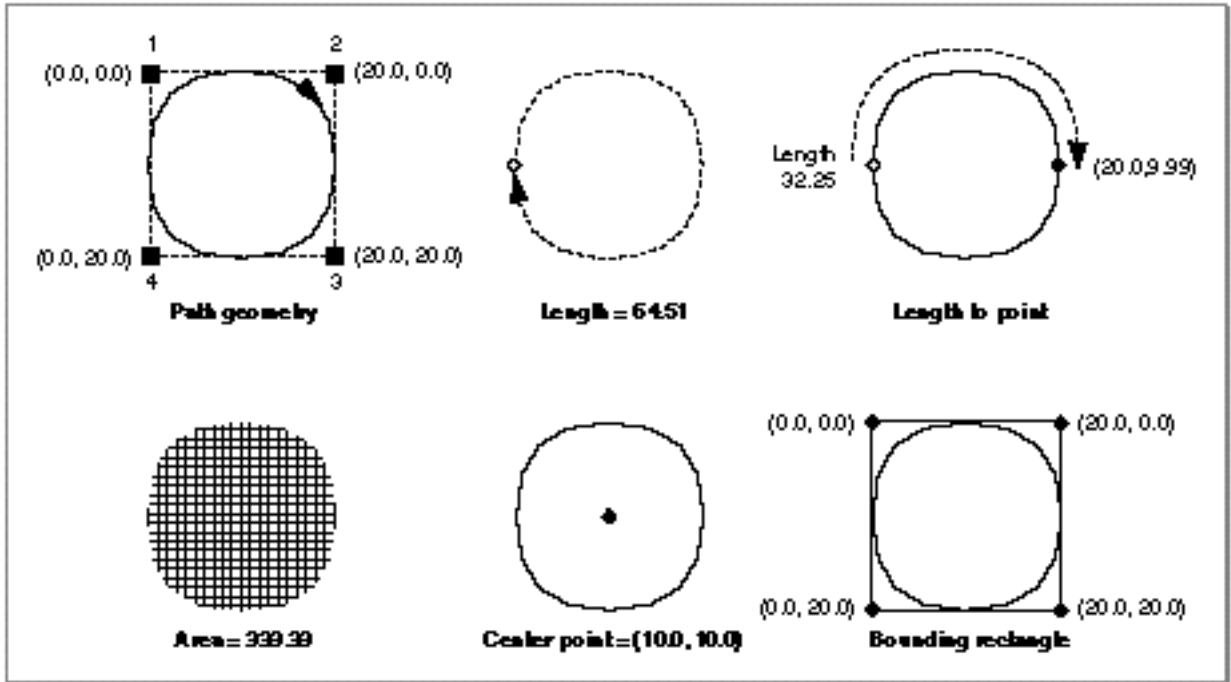 1 2
(0.0, 0.0) (20.0, 0.0)
Length
32.25
(20.0,9.99)
(0.0, 20.0) (20.0, 20.0)
4 3
Path geometry
Length = 64.51
Length to point
(0.0, 0.0) (20.0, 0.0)
(0.0, 20.0) (20.0, 20.0)
Area = 333.33
Center point = (10.0, 10.0)
Bounding rectangle